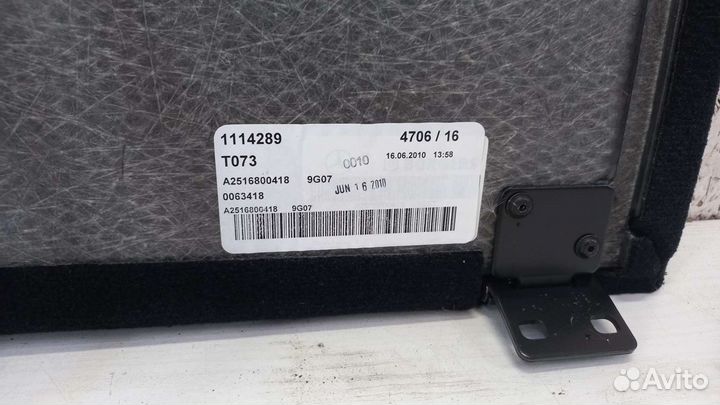 1114289 4706 / 16
T073 0010 16.06.2010 13:58
A2516800418 9G07 JUN 16 2010
0063418
A2516800418 9G07
Avito